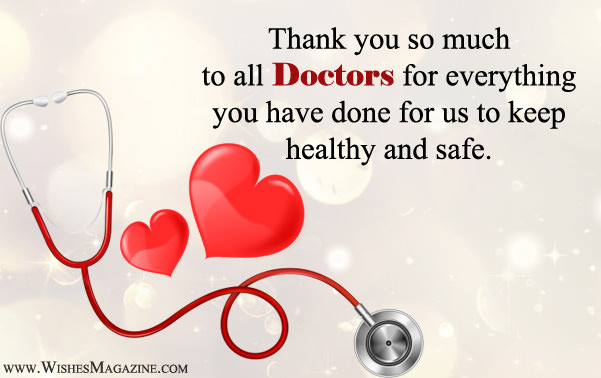 Thank you so much
to all Doctors for everything
you have done for us to keep
healthy and safe.
www.WishesMagazine.com